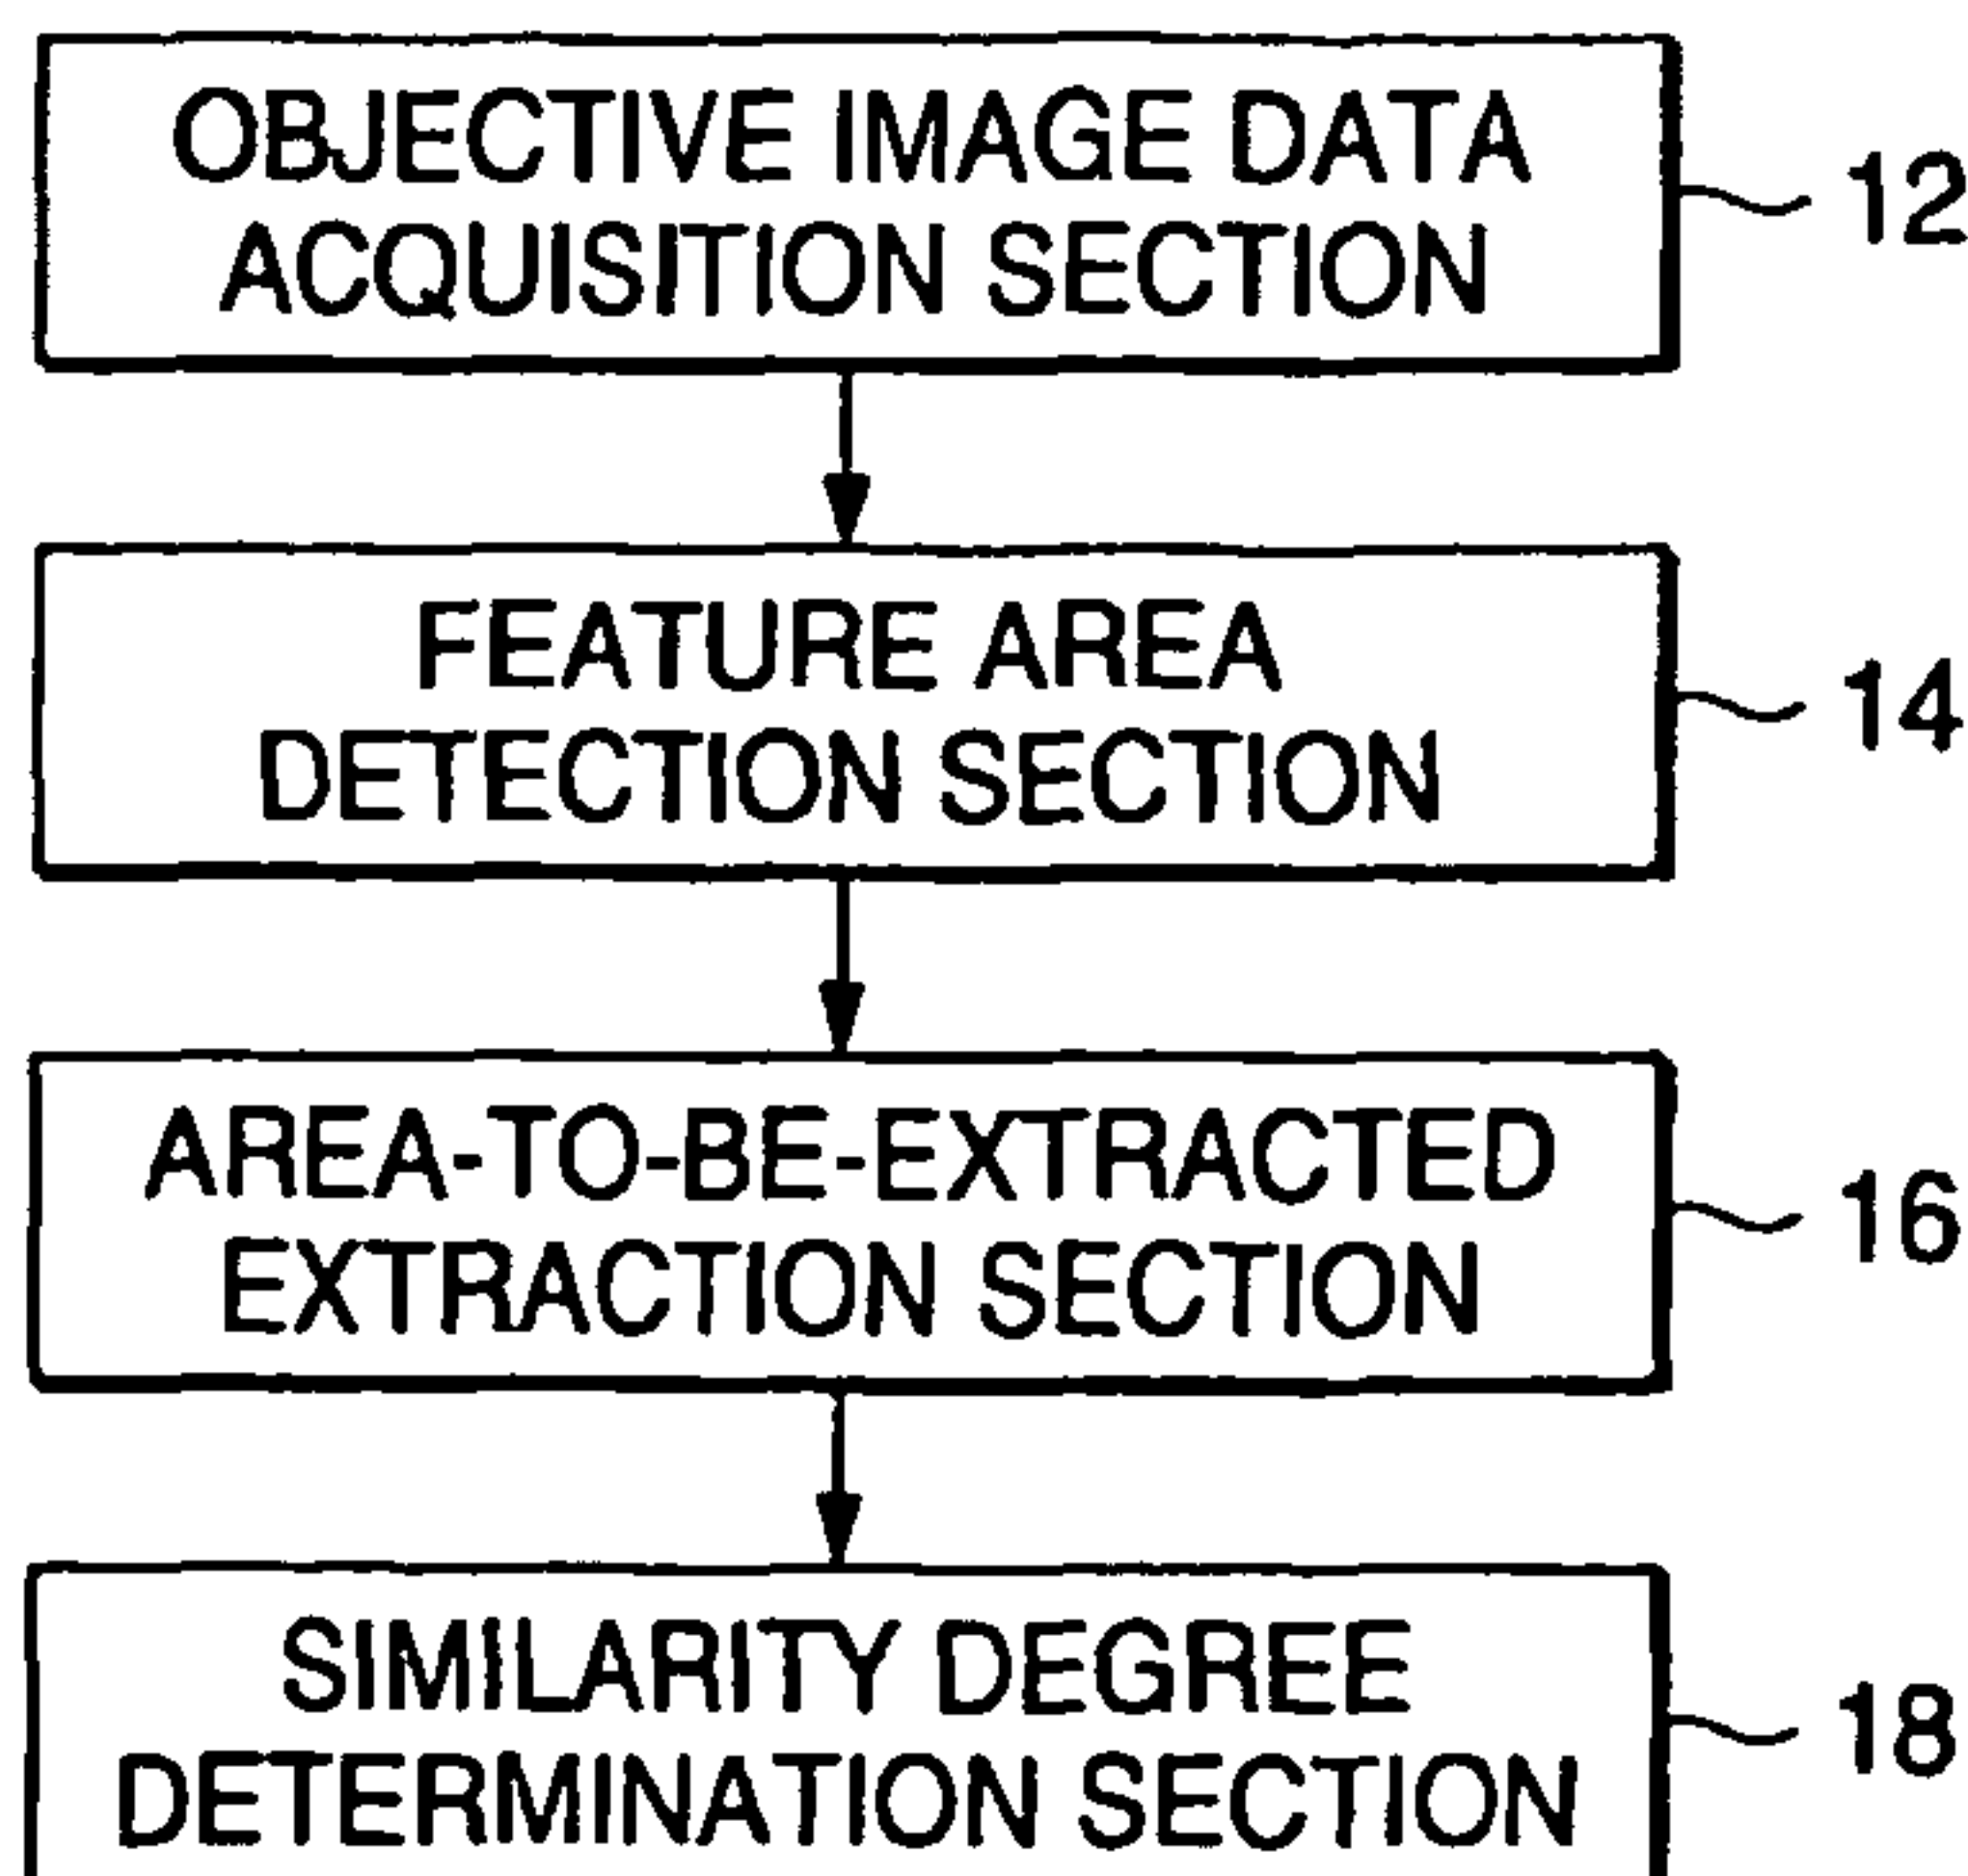 OBJECTIVE IMAGE DATA
ACQUISITION SECTION
12
FEATURE AREA
DETECTION SECTION
14
AREA-TO-BE-EXTRACTED
EXTRACTION SECTION
16
SIMILARITY DEGREE
DETERMINATION SECTION
18